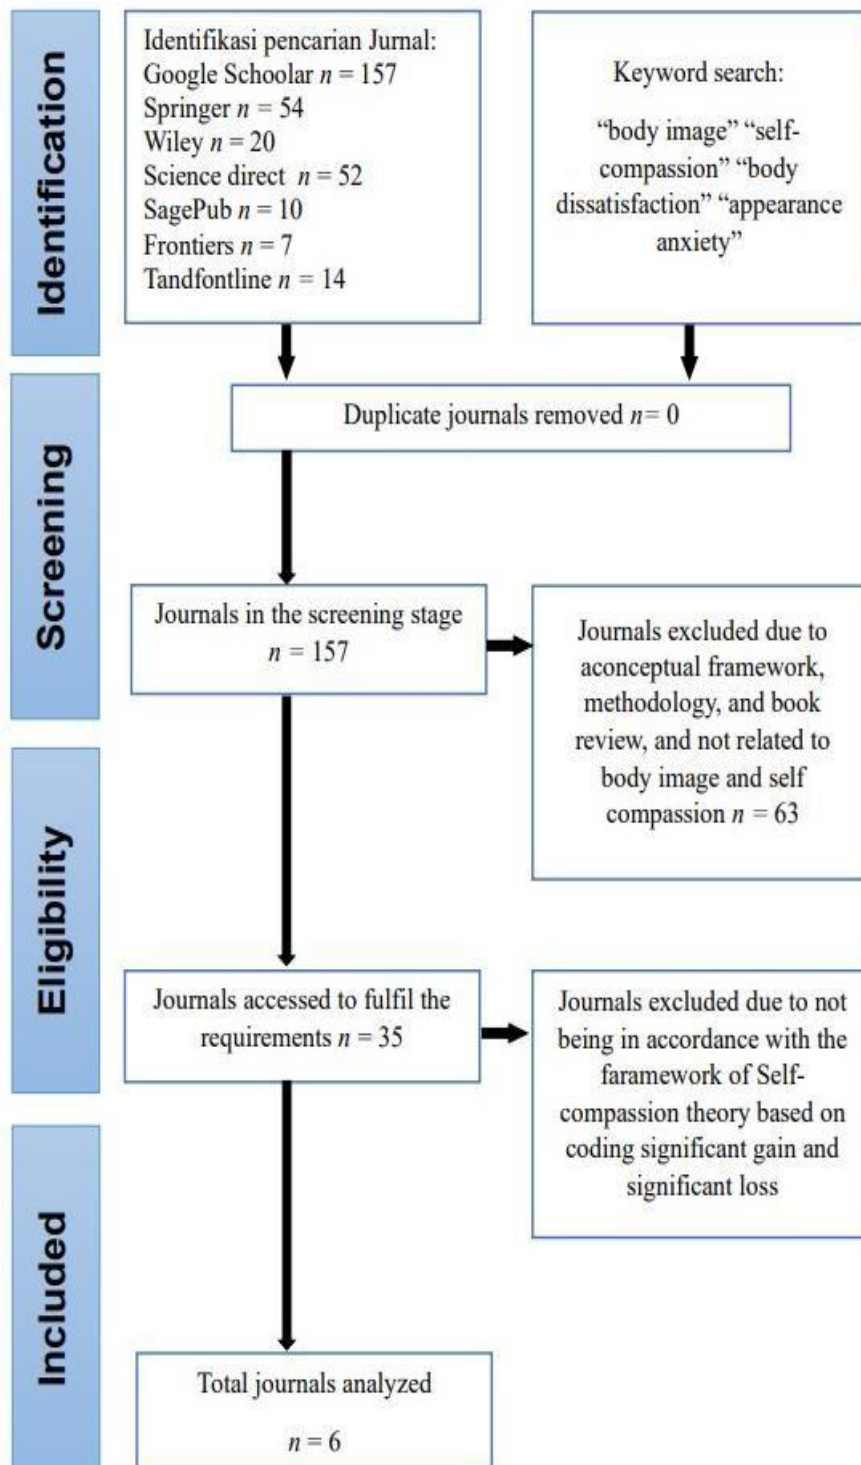 Identification
Identifikasi pencarian Jurnal:
Google Schoolar n = 157
Springer n = 54
Wiley n = 20
Science direct n = 52
SagePub n = 10
Frontiers n = 7
Tandfontline n = 14
Keyword search:
“body image” “self-
compassion” “body
dissatisfaction” “appearance
anxiety”
Screening
Duplicate journals removed n= 0
Journals in the screening stage
n = 157
Journals excluded due to
aconceptual framework,
methodology, and book
review, and not related to
body image and self
compassion n = 63
Eligibility
Journals accessed to fulfil the
requirements n = 35
Journals excluded due to not
being in accordance with the
faramework of Self-
compassion theory based on
coding significant gain and
significant loss
Included
Total journals analyzed
n = 6